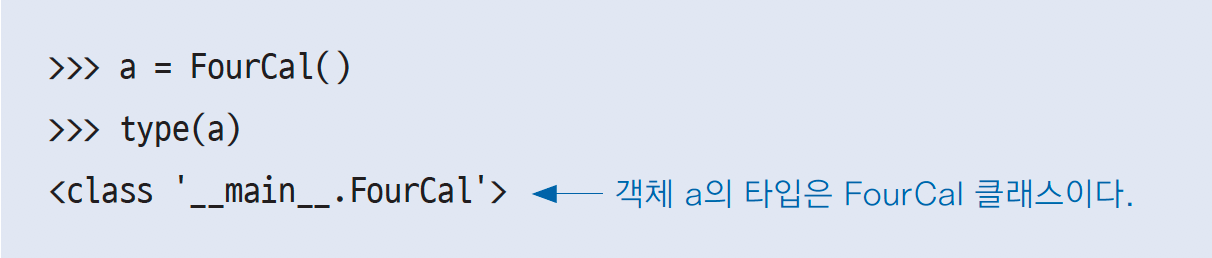 >>> a = FourCal()
>>> type(a)
<class '__main__.FourCal'> 객체 a의 타입은 FourCal 클래스이다.